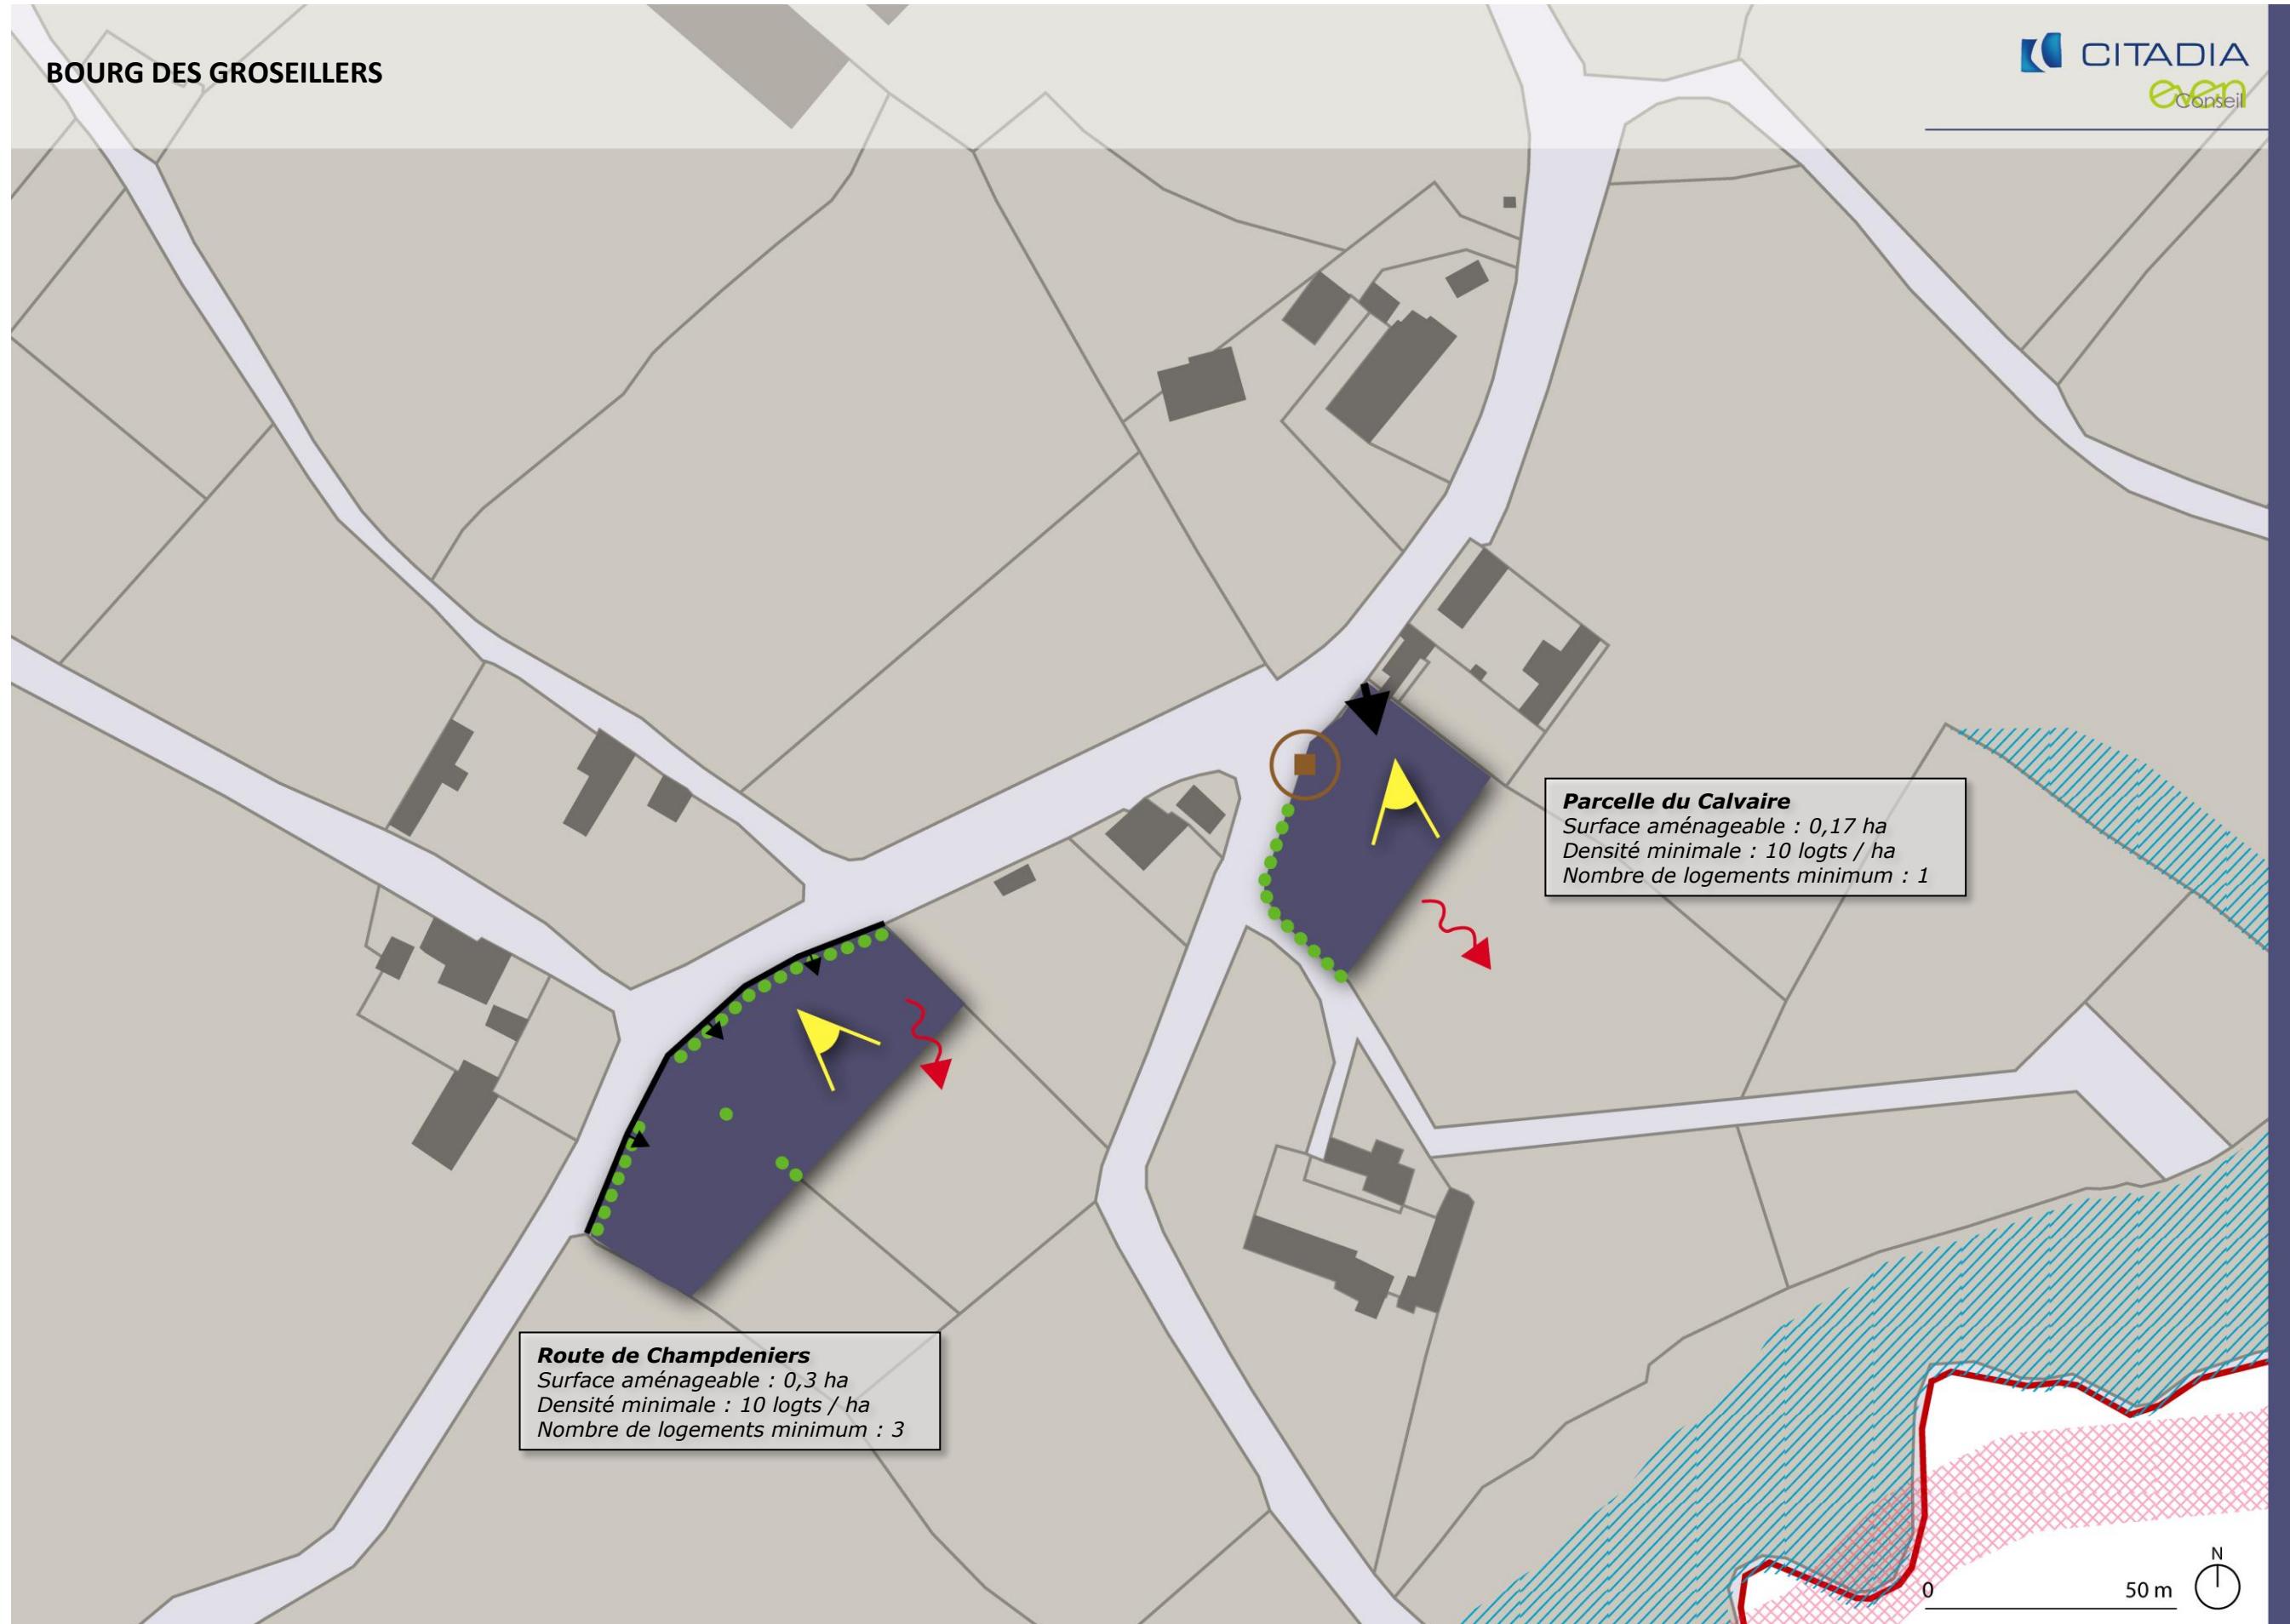 BOURG DES GROSEILLERS
CITADIA
even
Conseil
Parcelle du Calvaire
Surface aménageable : 0,17 ha
Densité minimale : 10 logts / ha
Nombre de logements minimum : 1
Route de Champdeniers
Surface aménageable : 0,3 ha
Densité minimale : 10 logts / ha
Nombre de logements minimum : 3
N
0 50 m